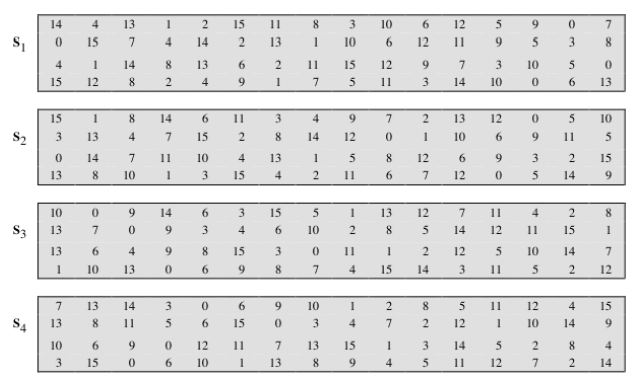 14 4 13 1 2 15 11 8 3 10 6 12 5 9 0 7
S1 0 15 7 4 14 2 13 1 10 6 12 11 9 5 3 8
4 1 14 8 13 6 2 11 15 12 9 7 3 10 5 0
15 12 8 2 4 9 1 7 5 11 3 14 10 0 6 13
15 1 8 14 6 11 3 4 9 7 2 13 12 0 5 10
S2 3 13 4 7 15 2 8 14 12 0 1 10 6 9 11 5
0 14 7 11 10 4 13 1 5 8 12 6 9 3 2 15
13 8 10 1 3 15 4 2 11 6 7 12 0 5 14 9
10 0 9 14 6 3 15 5 1 13 12 7 11 4 2 8
S3 13 7 0 9 3 4 6 10 2 8 5 14 12 11 15 1
13 6 4 9 8 15 3 0 11 1 2 12 5 10 14 7
1 10 13 0 6 9 8 7 4 15 14 3 11 5 2 12
7 13 14 3 0 6 9 10 1 2 8 5 11 12 4 15
S4 13 8 11 5 6 15 0 3 4 7 2 12 1 10 14 9
10 6 9 0 12 11 7 13 15 1 3 14 5 2 8 4
3 15 0 6 10 1 13 8 9 4 5 11 12 7 2 14